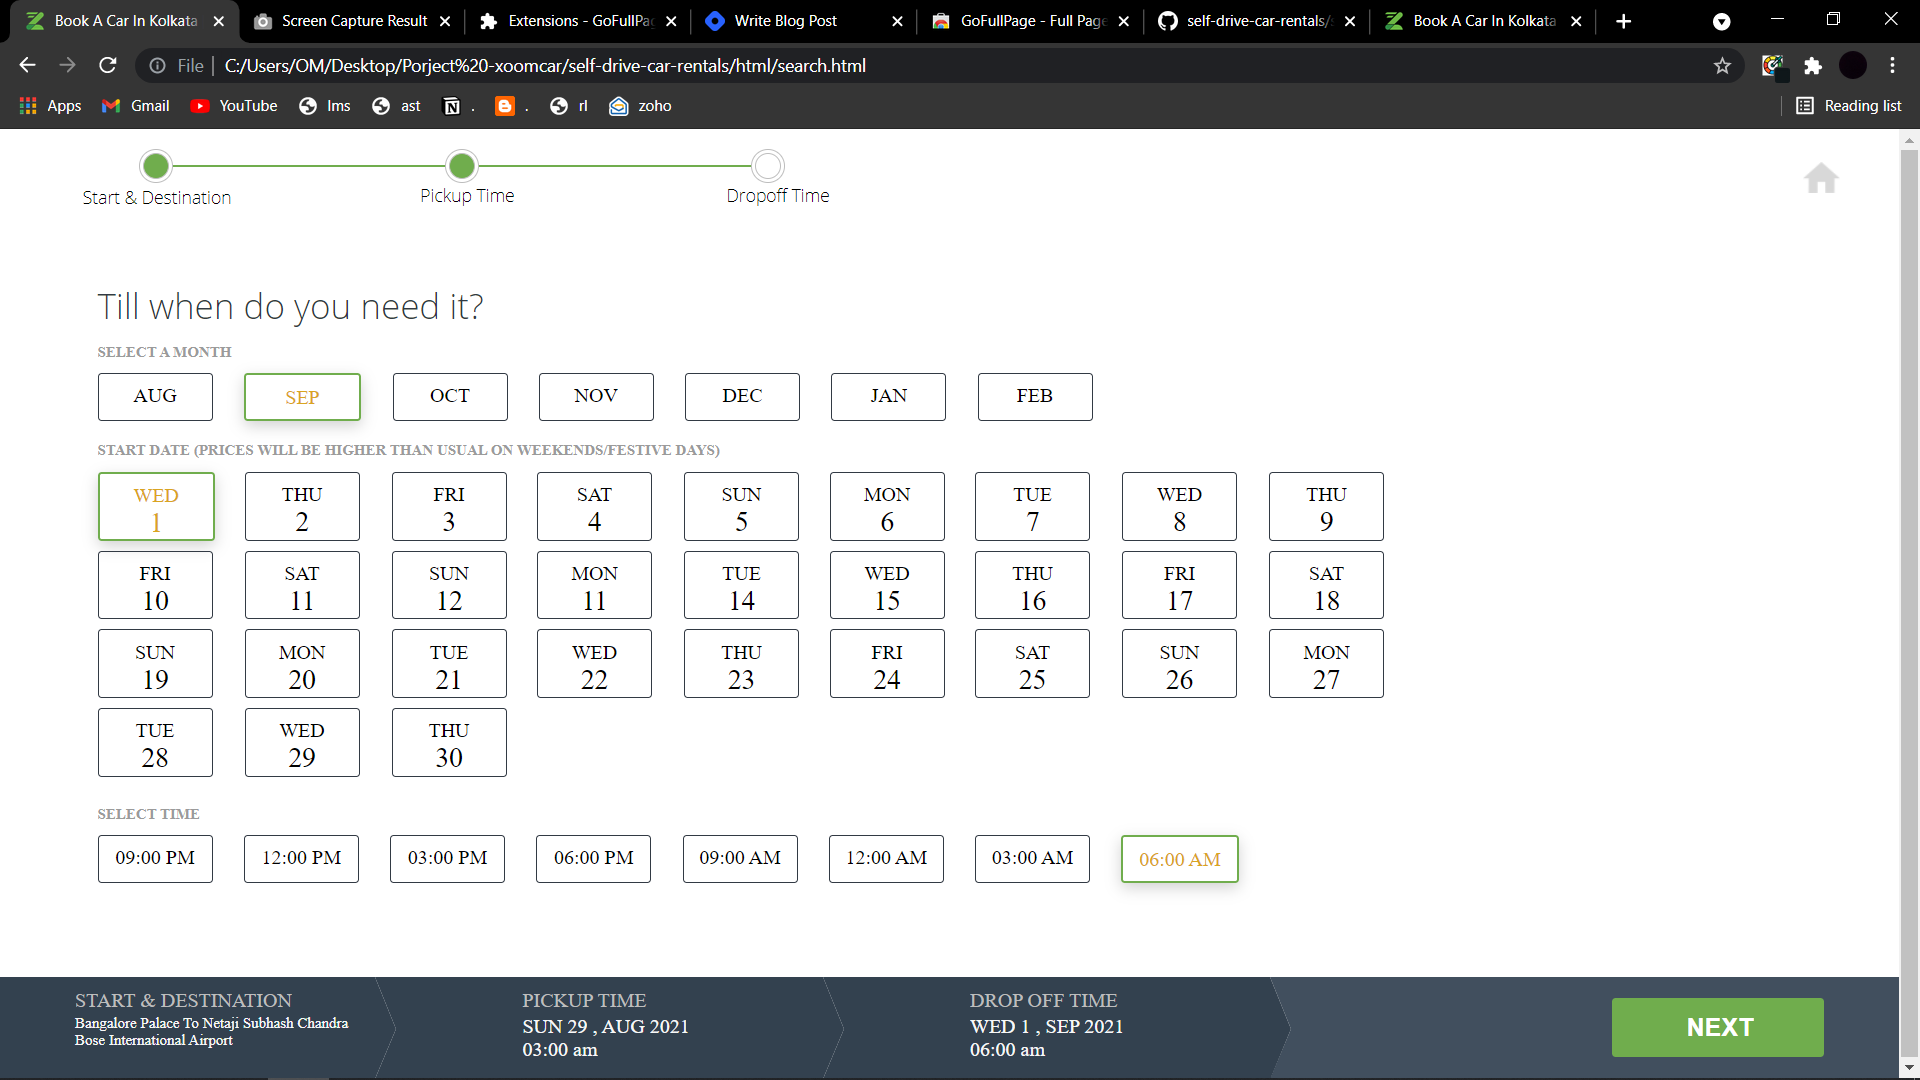 Book A Car In Kolkata
Screen Capture Result
Extensions - GoFullPa
Write Blog Post
GoFullPage - Full Page
self-drive-car-rentals/
Book A Car In Kolkata
File
C:/Users/OM/Desktop/Porject%20-xoomcar/self-drive-car-rentals/html/search.html
Apps
Gmail
YouTube
lms
ast
.
.
rl
zoho
Reading list
Start & Destination
Pickup Time
Dropoff Time
Till when do you need it?
SELECT A MONTH
AUG
SEP
OCT
NOV
DEC
JAN
FEB
START DATE (PRICES WILL BE HIGHER THAN USUAL ON WEEKENDS/FESTIVE DAYS)
WED
1
THU
2
FRI
3
SAT
4
SUN
5
MON
6
TUE
7
WED
8
THU
9
FRI
10
SAT
11
SUN
12
MON
11
TUE
14
WED
15
THU
16
FRI
17
SAT
18
SUN
19
MON
20
TUE
21
WED
22
THU
23
FRI
24
SAT
25
SUN
26
MON
27
TUE
28
WED
29
THU
30
SELECT TIME
09:00 PM
12:00 PM
03:00 PM
06:00 PM
09:00 AM
12:00 AM
03:00 AM
06:00 AM
START & DESTINATION
Bangalore Palace To Netaji Subhash Chandra
Bose International Airport
PICKUP TIME
SUN 29 , AUG 2021
03:00 am
DROP OFF TIME
WED 1 , SEP 2021
06:00 am
NEXT